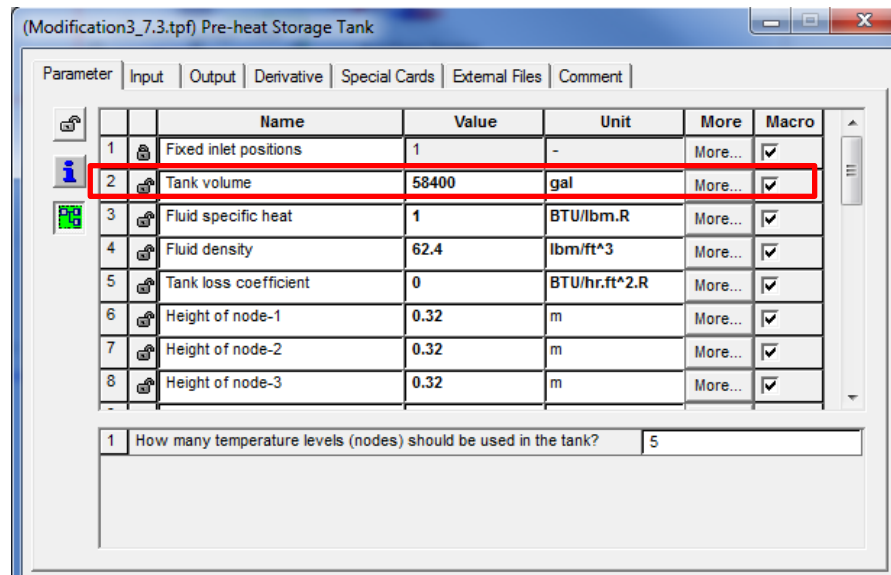 (Modification3_7.3.tpf) Pre-heat Storage Tank
Parameter Input Output Derivative Special Cards External Files Comment
Name Value Unit More Macro
1 Fixed inlet positions 1 - More...
2 Tank volume 58400 gal More...
3 Fluid specific heat 1 BTU/lbm.R More...
4 Fluid density 62.4 lbm/ft^3 More...
5 Tank loss coefficient 0 BTU/hr.ft^2.R More...
6 Height of node-1 0.32 m More...
7 Height of node-2 0.32 m More...
8 Height of node-3 0.32 m More...
1 How many temperature levels (nodes) should be used in the tank? 5